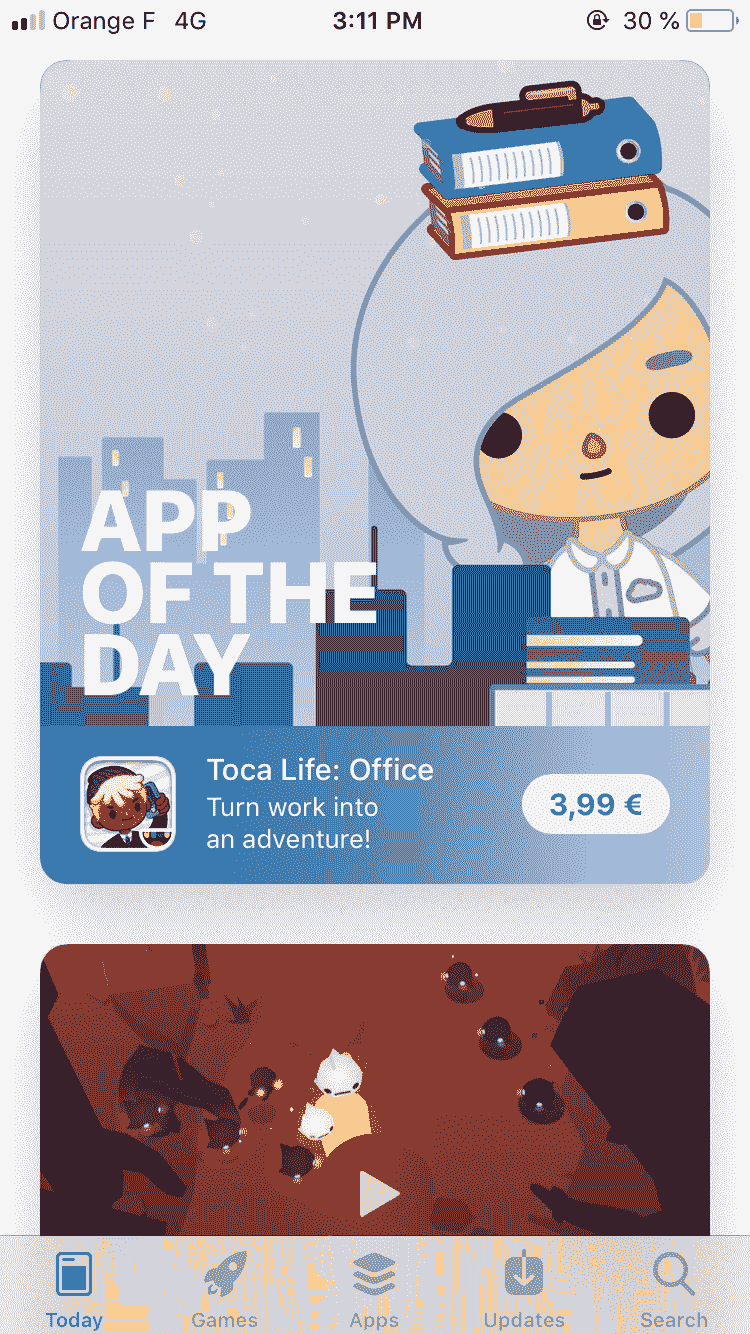 Orange F 4G 3:11 PM 30 %
APP
OF THE
DAY
Toca Life: Office
Turn work into
an adventure!
3,99 €
Today Games Apps Updates Search